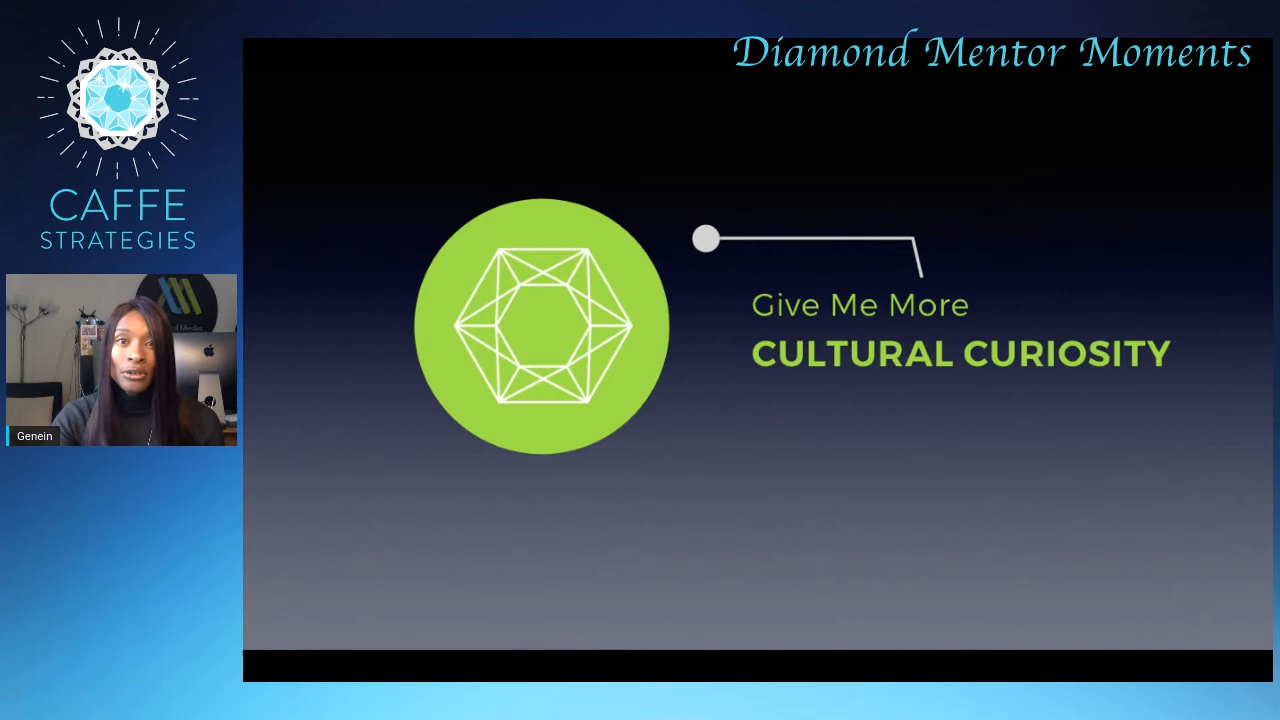 Diamond Mentor Moments
CAFFE
STRATEGIES
Give Me More
CULTURAL CURIOSITY
Genein